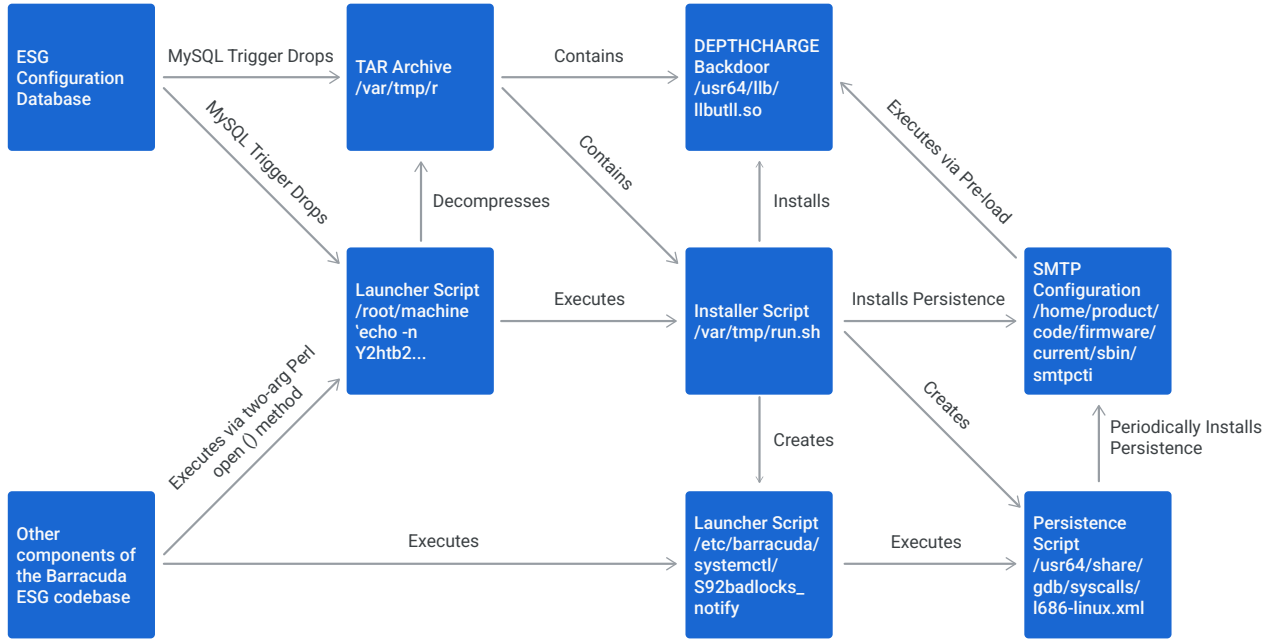 ESG
Configuration
Database
MySQL Trigger Drops
TAR Archive
/var/tmp/r
Contains
DEPTHCHARGE
Backdoor
/usr64/llb/
llbutll.so
MySQL Trigger Drops
Contains
Executes via Pre-load
Decompresses
Installs
Launcher Script
/root/machine
‘echo -n
Y2htb2...
Executes
Installer Script
/var/tmp/run.sh
Installs Persistence
SMTP
Configuration
/home/product/
code/firmware/
current/sbin/
smtpcti
Executes via two-arg Perl
open () method
Creates
Creates
Periodically Installs
Persistence
Other
components of
the Barracuda
ESG codebase
Executes
Launcher Script
/etc/barracuda/
systemctl/
S92badlocks_
notify
Executes
Persistence
Script
/usr64/share/
gdb/syscalls/
l686-linux.xml